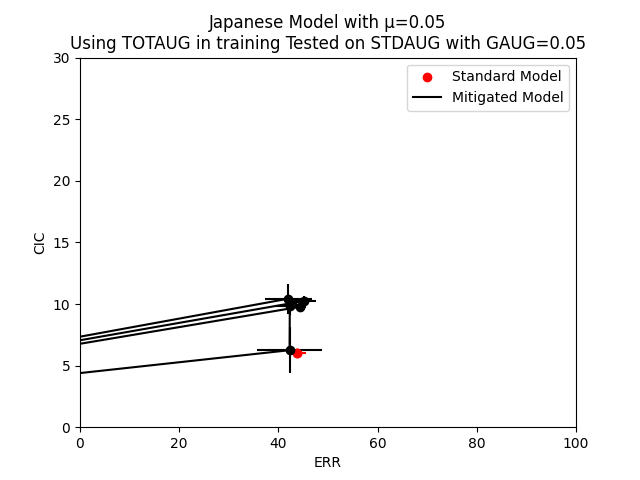 Japanese Model with μ=0.05
Using TOTAUG in training Tested on STDAUG with GAUG=0.05
30
25
20
15
10
5
0
CIC
Standard Model
Mitigated Model
0
20
40
60
80
100
ERR